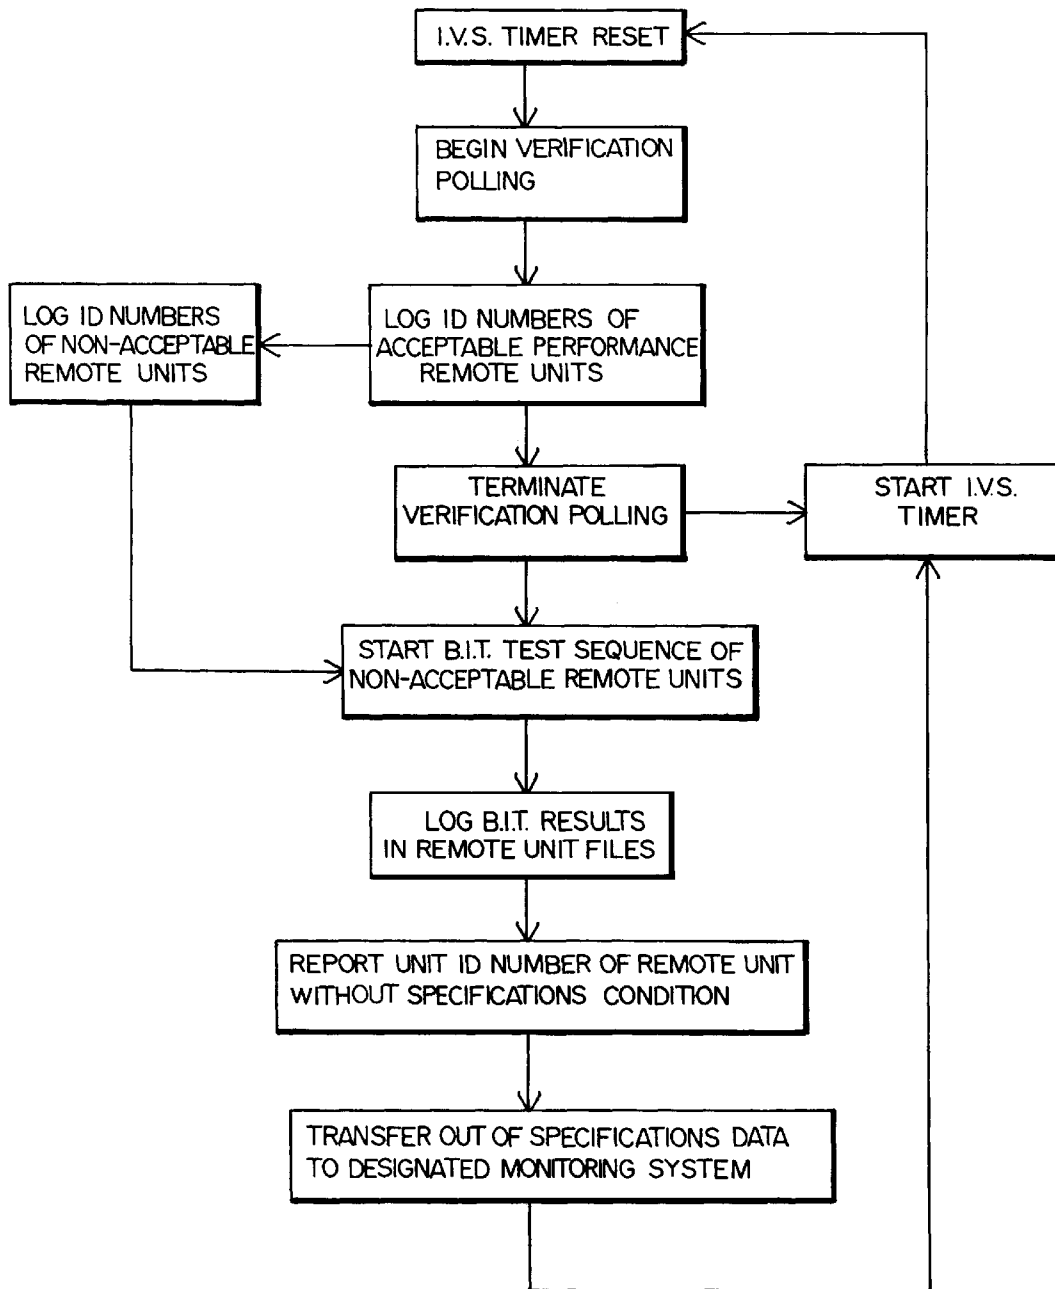 I.V.S. TIMER RESET
BEGIN VERIFICATION
POLLING
LOG ID NUMBERS
OF NON-ACCEPTABLE
REMOTE UNITS
LOG ID NUMBERS OF
ACCEPTABLE PERFORMANCE
REMOTE UNITS
TERMINATE
VERIFICATION POLLING
START I.V.S.
TIMER
START B.I.T. TEST SEQUENCE OF
NON-ACCEPTABLE REMOTE UNITS
LOG B.I.T. RESULTS
IN REMOTE UNIT FILES
REPORT UNIT ID NUMBER OF REMOTE UNIT
WITHOUT SPECIFICATIONS CONDITION
TRANSFER OUT OF SPECIFICATIONS DATA
TO DESIGNATED MONITORING SYSTEM